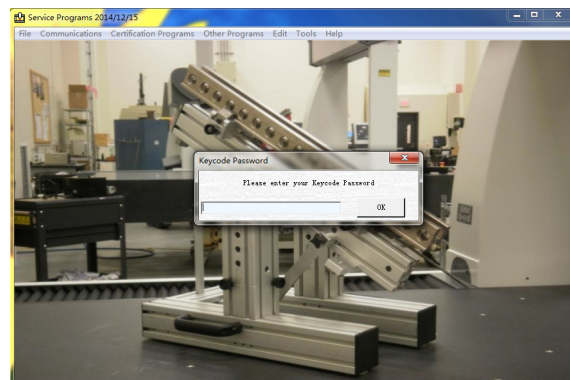 Service Programs 2014/12/15
File Communications Certification Programs Other Programs Edit Tools Help
Keycode Password
Please enter your Keycode Password
OK